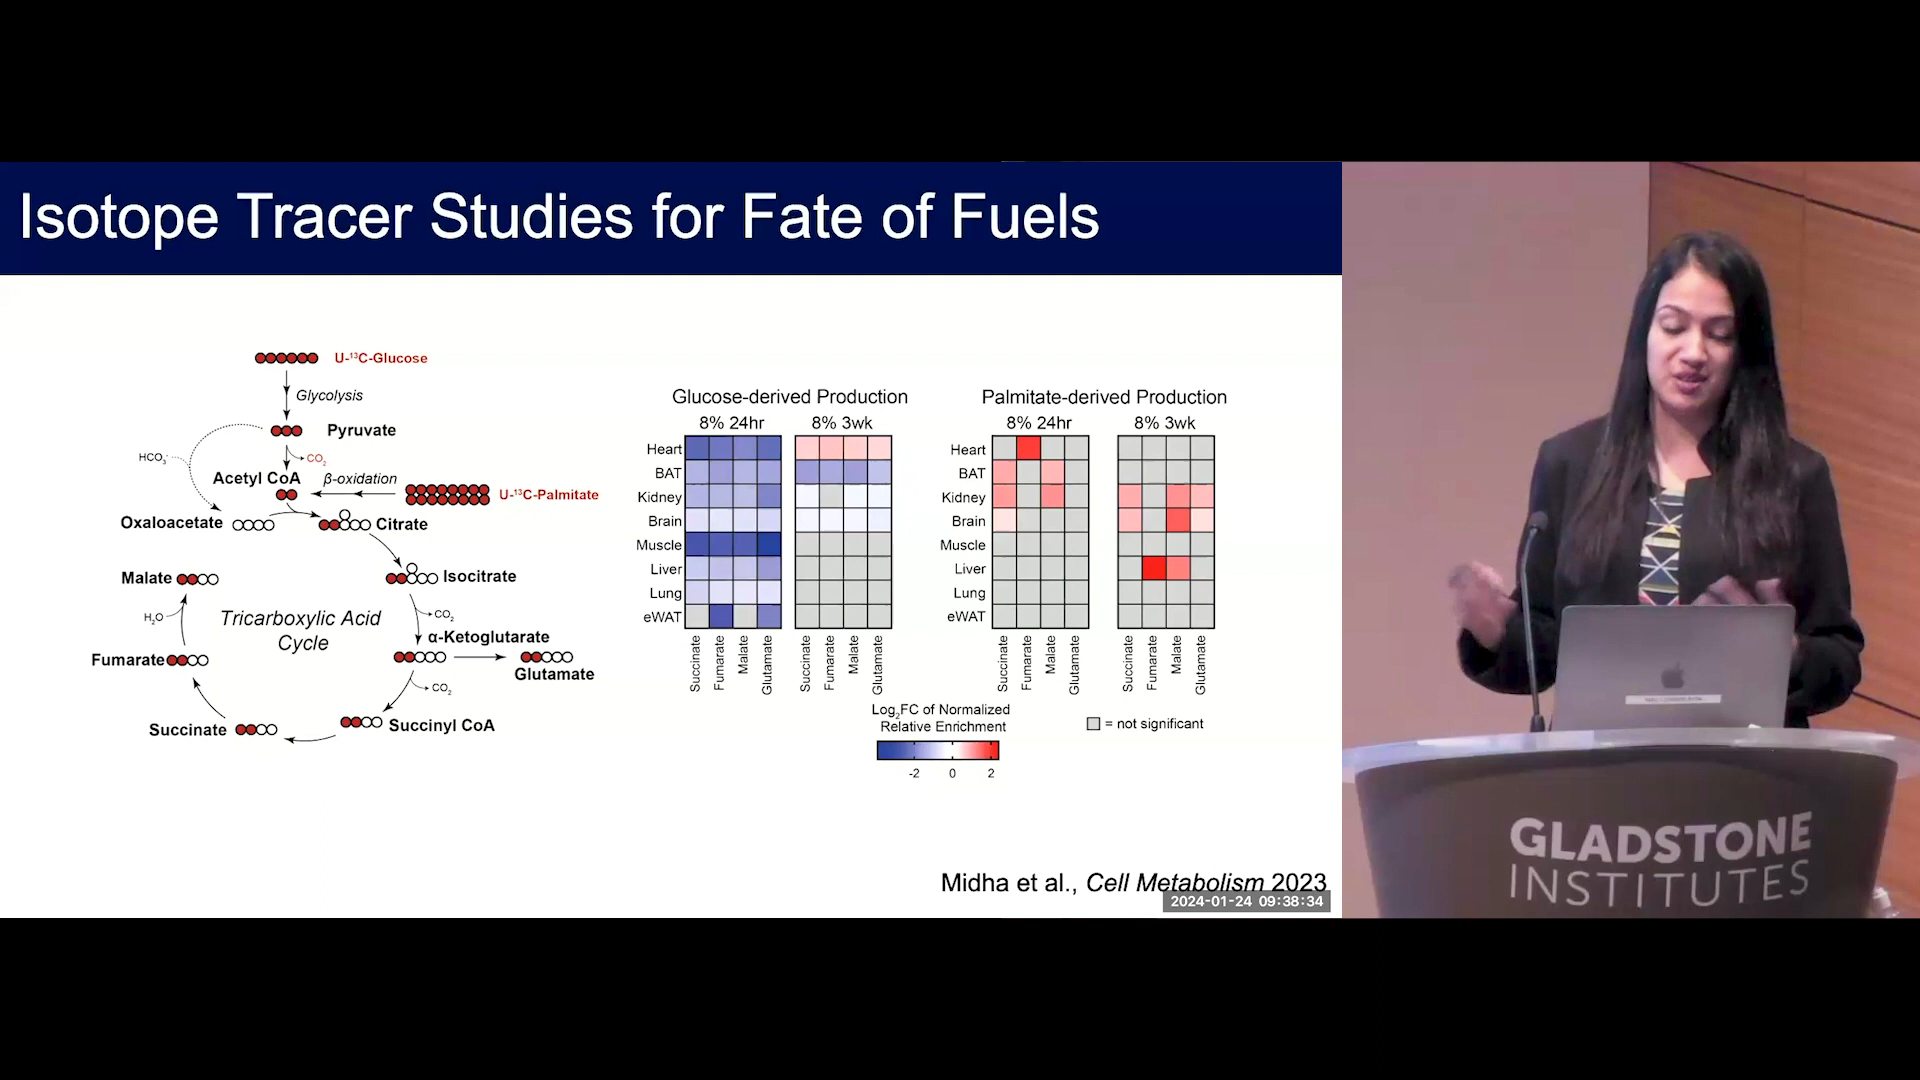 Isotope Tracer Studies for Fate of Fuels
U-¹³C-Glucose
Glycolysis
Pyruvate
HCO₃⁻
CO₂
Acetyl CoA
β-oxidation
U-¹³C-Palmitate
Oxaloacetate
Citrate
Malate
Isocitrate
H₂O
Tricarboxylic Acid
Cycle
CO₂
α-Ketoglutarate
Fumarate
Glutamate
CO₂
Succinate
Succinyl CoA
Glucose-derived Production
8% 24hr 8% 3wk
Heart
BAT
Kidney
Brain
Muscle
Liver
Lung
eWAT
Succinate Fumarate Malate Glutamate Succinate Fumarate Malate Glutamate
Palmitate-derived Production
8% 24hr 8% 3wk
Heart
BAT
Kidney
Brain
Muscle
Liver
Lung
eWAT
Succinate Fumarate Malate Glutamate Succinate Fumarate Malate Glutamate
Log₂FC of Normalized
Relative Enrichment
-2 0 2
= not significant
Midha et al., Cell Metabolism 2023
2024-01-24 09:38:34
GLADSTONE
INSTITUTES